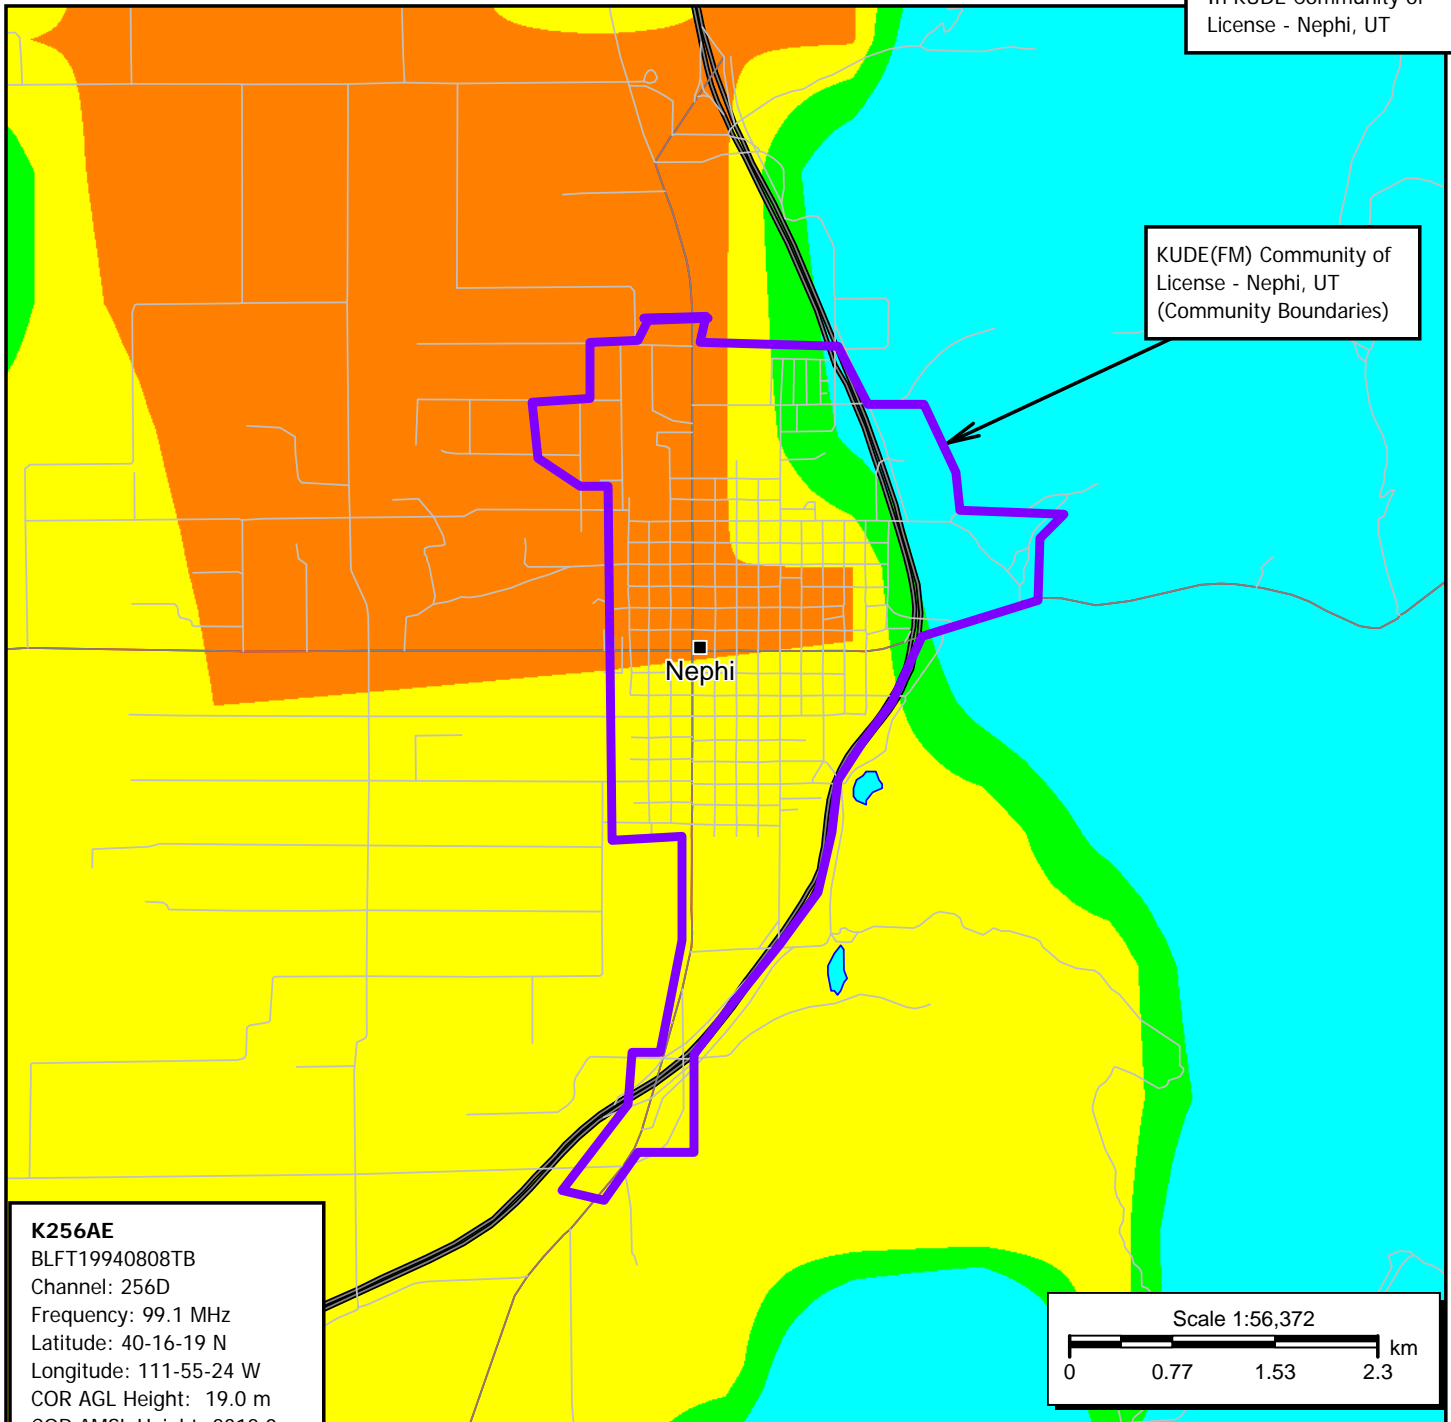 License - Nephi, UT
KUDE(FM) Community of
License - Nephi, UT
(Community Boundaries)
Nephi
K256AE
BLFT19940808TB
Channel: 256D
Frequency: 99.1 MHz
Latitude: 40-16-19 N
Longitude: 111-55-24 W
COR AGL Height: 19.0 m
Scale 1:56,372
km
0 0.77 1.53 2.3